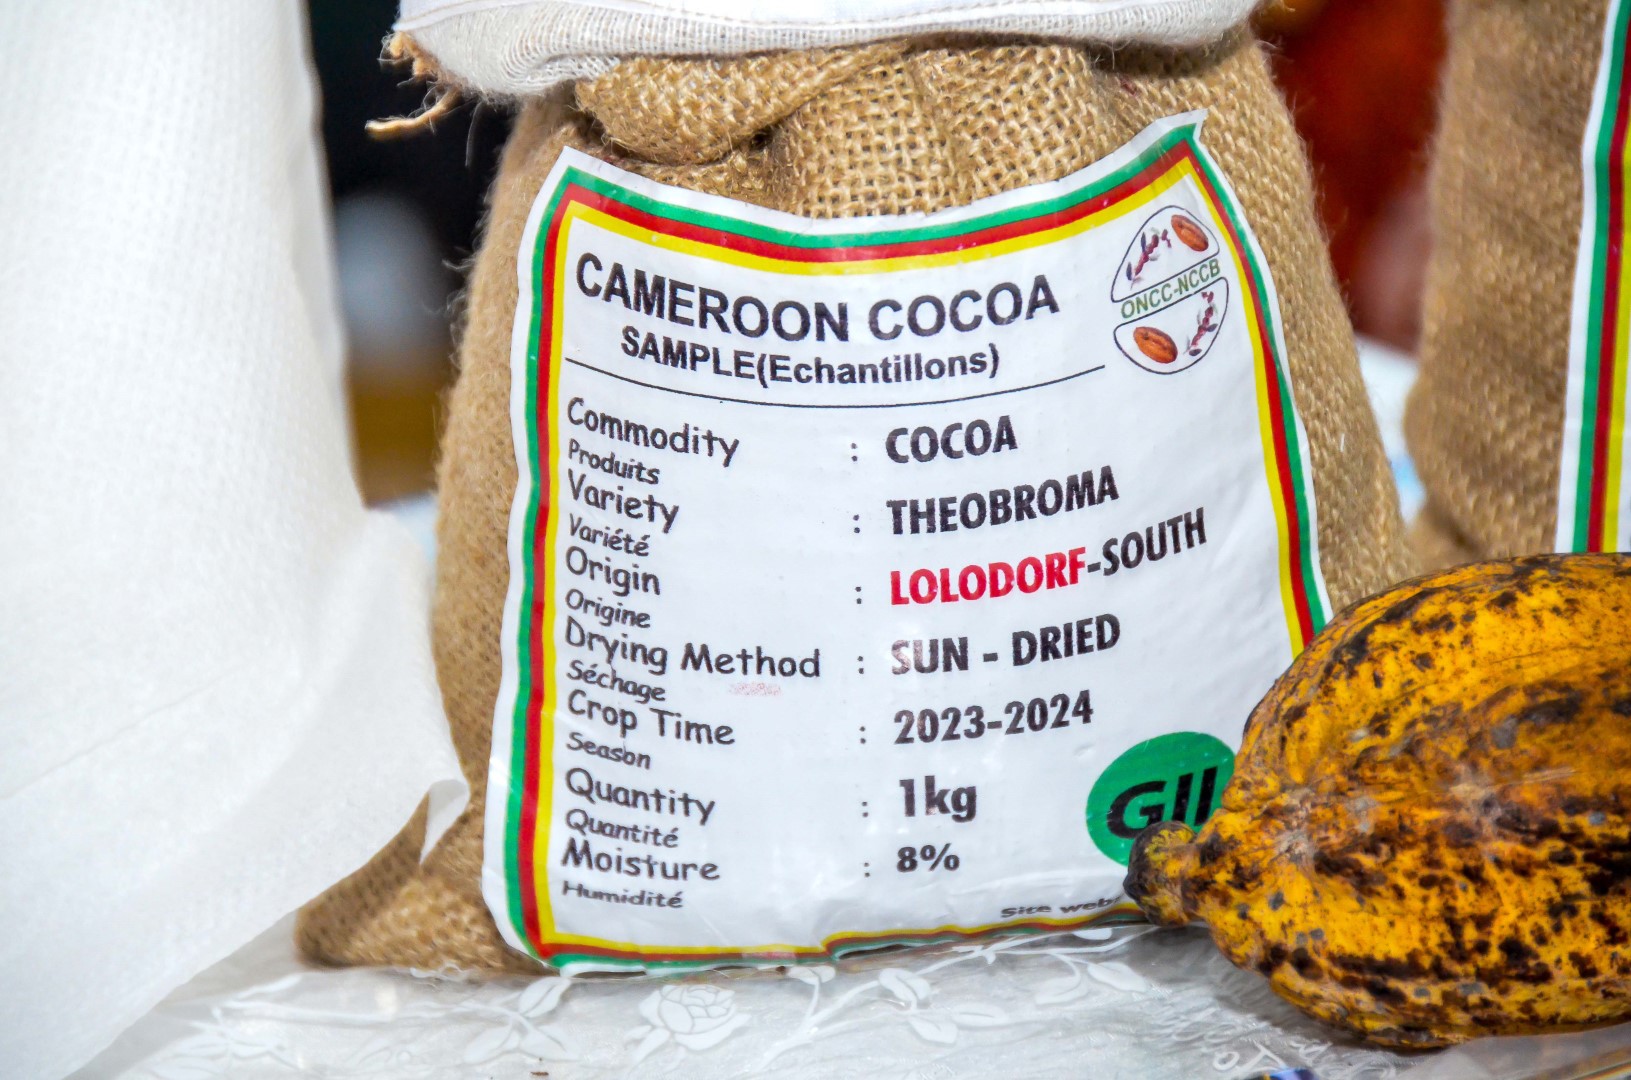 CAMEROON COCOA
SAMPLE(Echantillons)
ONCC-NCCB
Commodity : COCOA
Produits
Variety : THEOBROMA
Variété
Origin : LOLODORF-SOUTH
Origine
Drying Method : SUN - DRIED
Séchage
Crop Time : 2023-2024
Season
Quantity : 1kg
Quantité
Moisture : 8%
Humidité
Site web